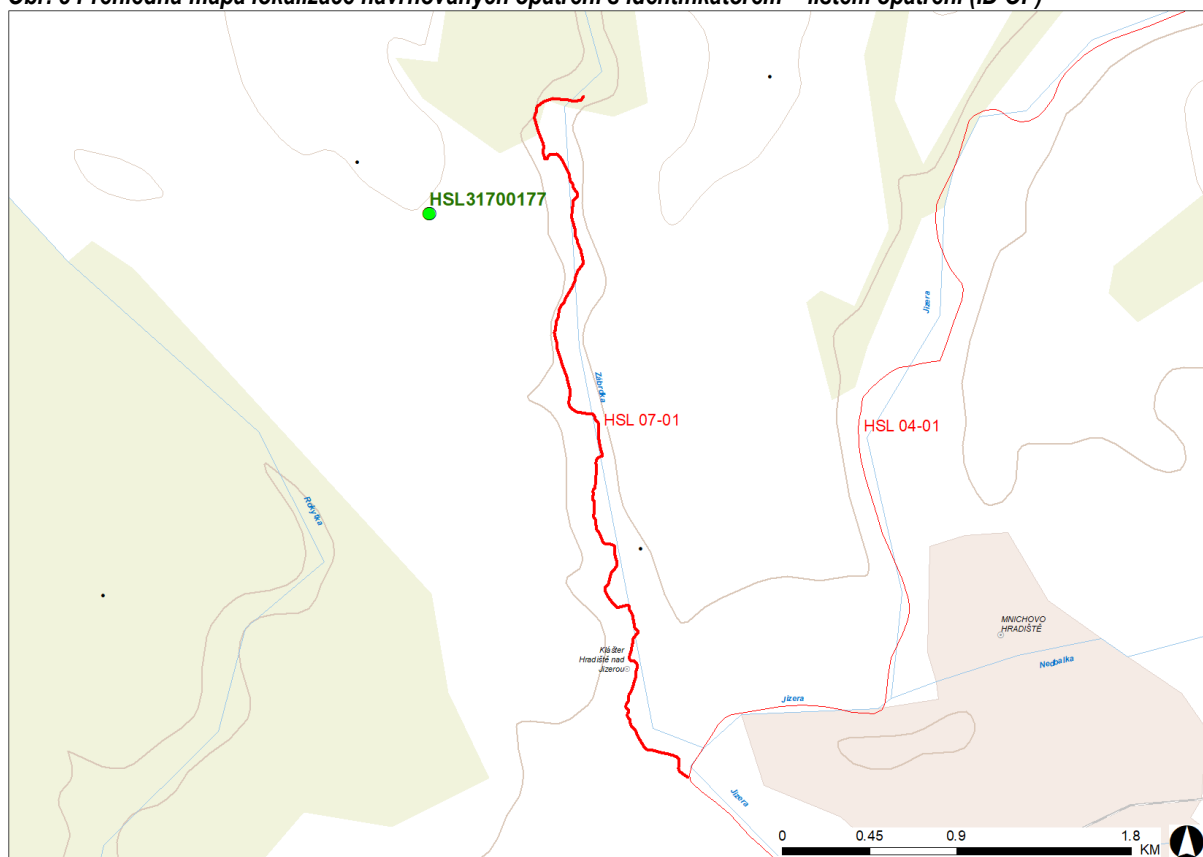 HSL31700177
Jizera
Zábrdka
HSL 07-01
HSL 04-01
Rokytka
MNICHOVO
HRADIŠTĚ
Klášter
Hradiště nad
Jizerou
Nedbalka
jizera
Jizera
0 0.45 0.9 1.8
KM